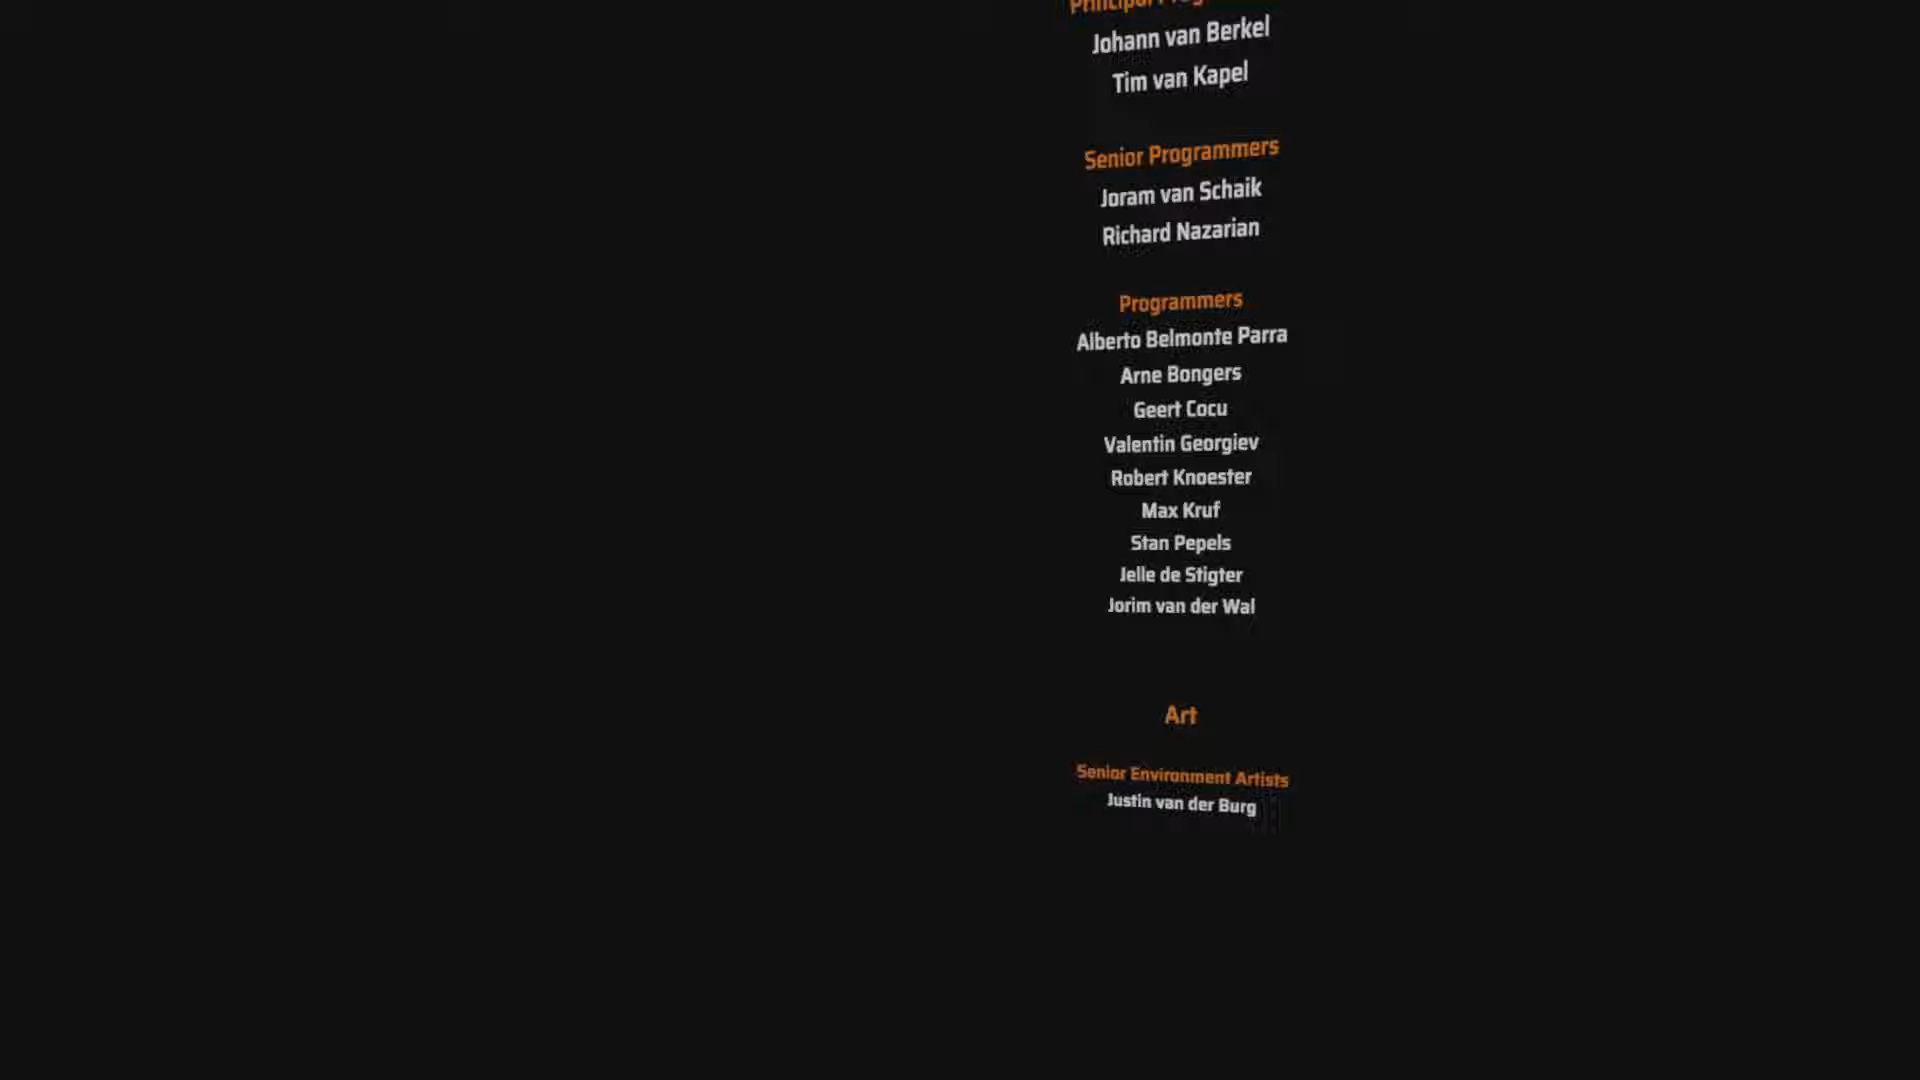 Johann van Berkel
Tim van Kapel
Senior Programmers
Joram van Schaik
Richard Nazarian
Programmers
Alberto Belmonte Parra
Arne Bongers
Geert Cocu
Valentin Georgiev
Robert Knoester
Max Kruf
Stan Pepels
Jelle de Stigter
Jorim van der Wal
Art
Senior Environment Artists
Justin van der Burg